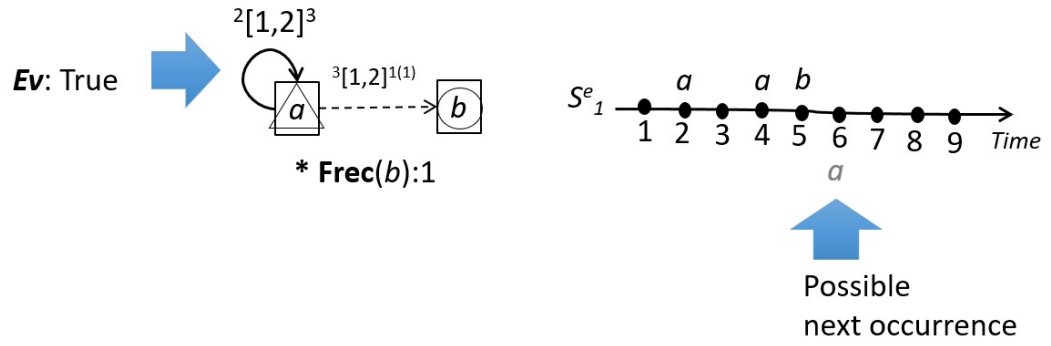 Ev: True
²[1,2]³
³[1,2]¹⁽¹⁾
a
b
* Frec(b):1
a a b
Sᵉ₁
1 2 3 4 5 6 7 8 9 Time
a
Possible
next occurrence